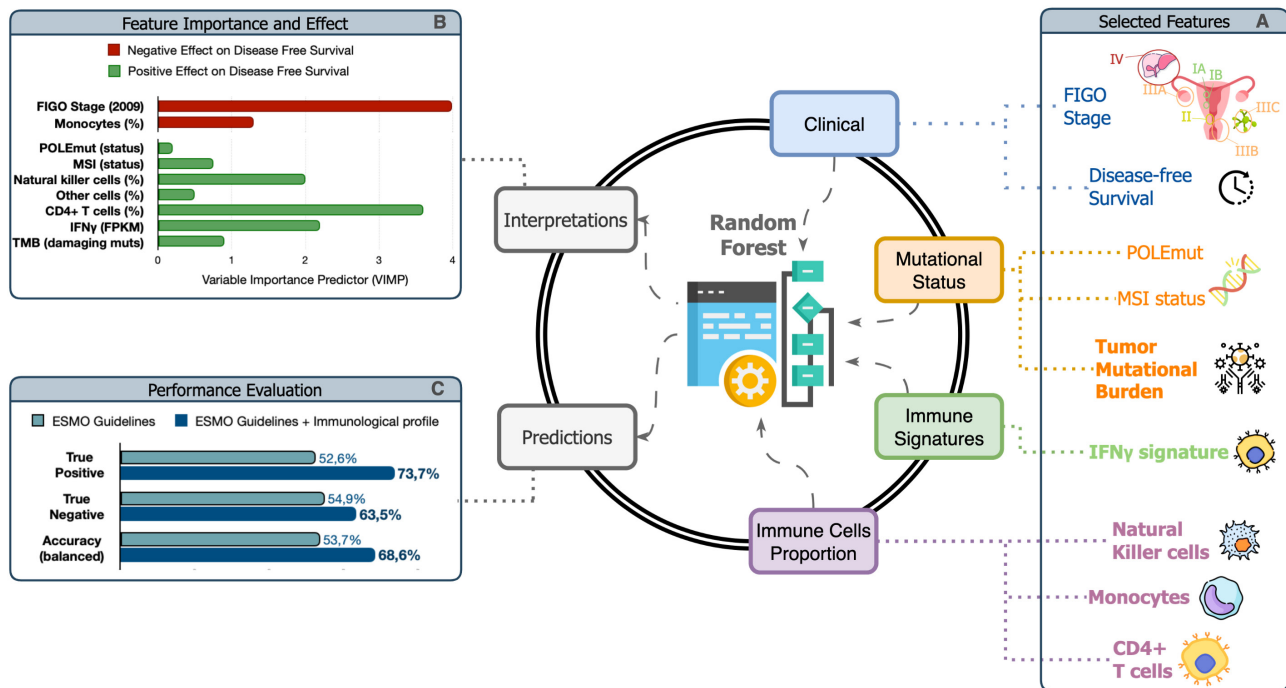 Feature Importance and Effect
B
Negative Effect on Disease Free Survival
Positive Effect on Disease Free Survival
FIGO Stage (2009)
Monocytes (%)
POLEmut (status)
MSI (status)
Natural killer cells (%)
Other cells (%)
CD4+ T cells (%)
IFNγ (FPKM)
TMB (damaging muts)
0
1
2
3
4
Variable Importance Predictor (VIMP)
Performance Evaluation
C
ESMO Guidelines
ESMO Guidelines + Immunological profile
True
Positive
52,6%
73,7%
True
Negative
54,9%
63,5%
Accuracy
(balanced)
53,7%
68,6%
Interpretations
Predictions
Random
Forest
Clinical
Mutational
Status
Immune
Signatures
Immune Cells
Proportion
Selected Features
A
FIGO
Stage
IV
IA
IB
IIIA
II
IIIC
IIIB
Disease-free
Survival
POLEmut
MSI status
Tumor
Mutational
Burden
IFNγ signature
Natural
Killer cells
Monocytes
CD4+
T cells